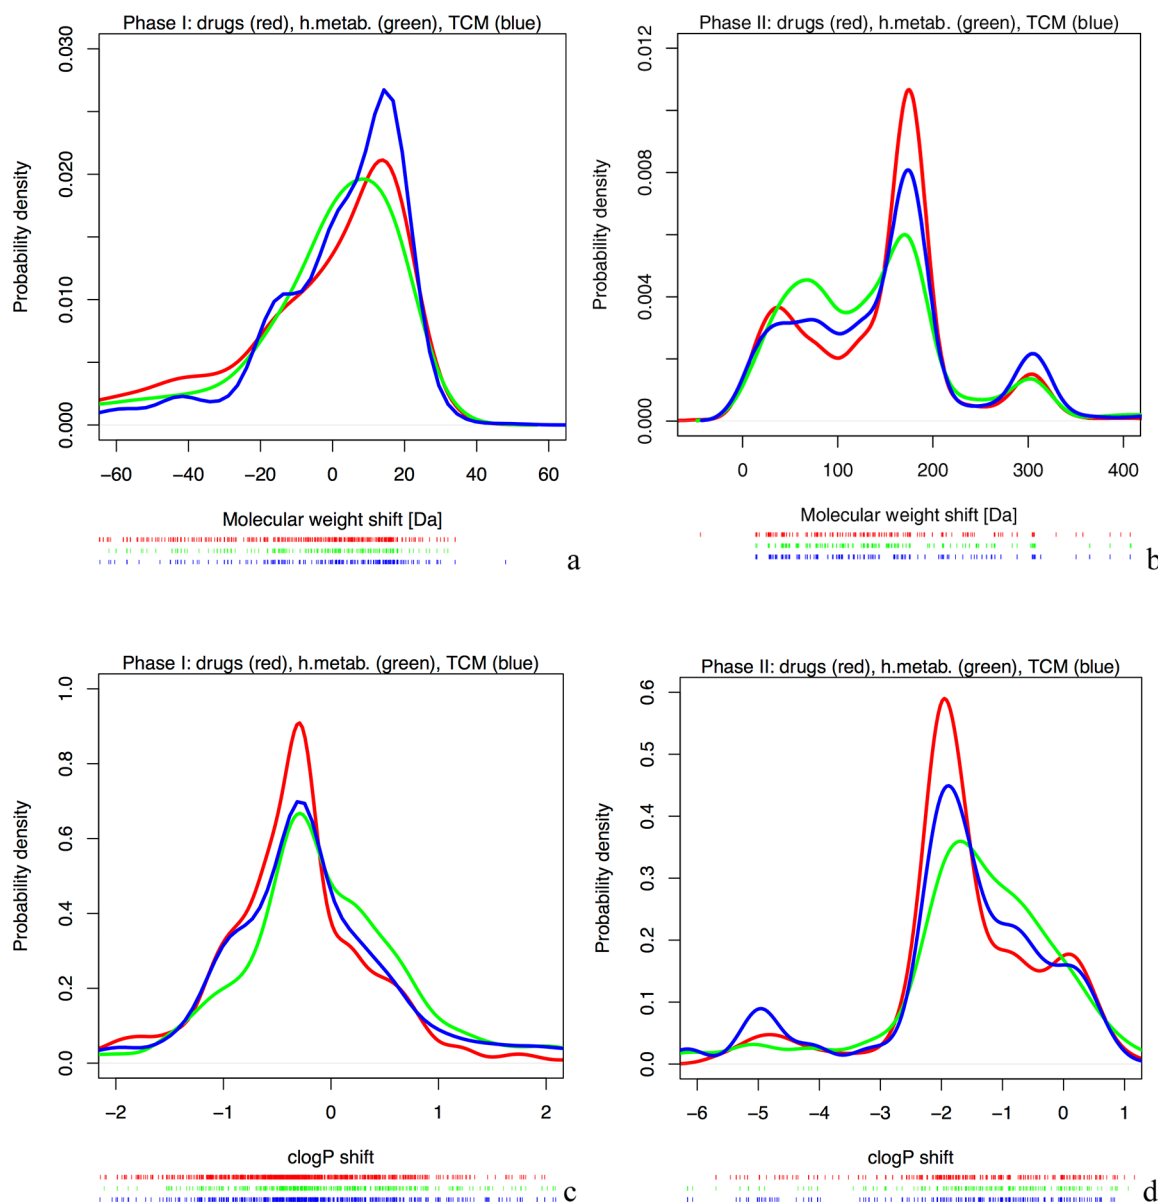 Phase I: drugs (red), h.metab. (green), TCM (blue)
Probability density
0.030
0.020
0.010
0.000
−60 −40 −20 0 20 40 60
Molecular weight shift [Da]
a
Phase II: drugs (red), h.metab. (green), TCM (blue)
Probability density
0.012
0.008
0.004
0.000
0 100 200 300 400
Molecular weight shift [Da]
b
Phase I: drugs (red), h.metab. (green), TCM (blue)
Probability density
1.0
0.8
0.6
0.4
0.2
0.0
−2 −1 0 1 2
clogP shift
c
Phase II: drugs (red), h.metab. (green), TCM (blue)
Probability density
0.6
0.5
0.4
0.3
0.2
0.1
0.0
−6 −5 −4 −3 −2 −1 0 1
clogP shift
d